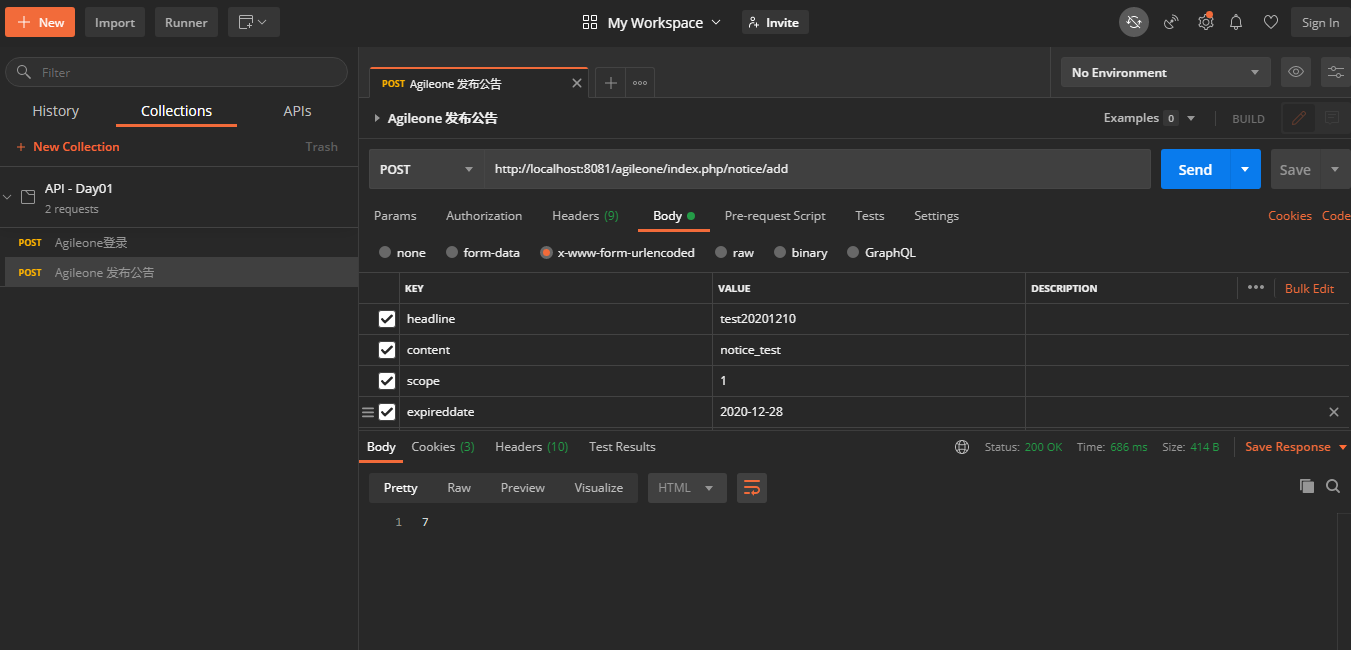 New Import Runner My Workspace Invite Sign In
Filter
History Collections APIs
New Collection Trash
API - Day01
2 requests
POST Agileone登录
POST Agileone 发布公告
POST Agileone 发布公告 No Environment
Agileone 发布公告 Examples 0 BUILD
POST http://localhost:8081/agileone/index.php/notice/add Send Save
Params Authorization Headers (9) Body Pre-request Script Tests Settings Cookies Code
none form-data x-www-form-urlencoded raw binary GraphQL
KEY VALUE DESCRIPTION Bulk Edit
headline test20201210
content notice_test
scope 1
expireddate 2020-12-28
Body Cookies (3) Headers (10) Test Results Status: 200 OK Time: 686 ms Size: 414 B Save Response
Pretty Raw Preview Visualize HTML
1 7